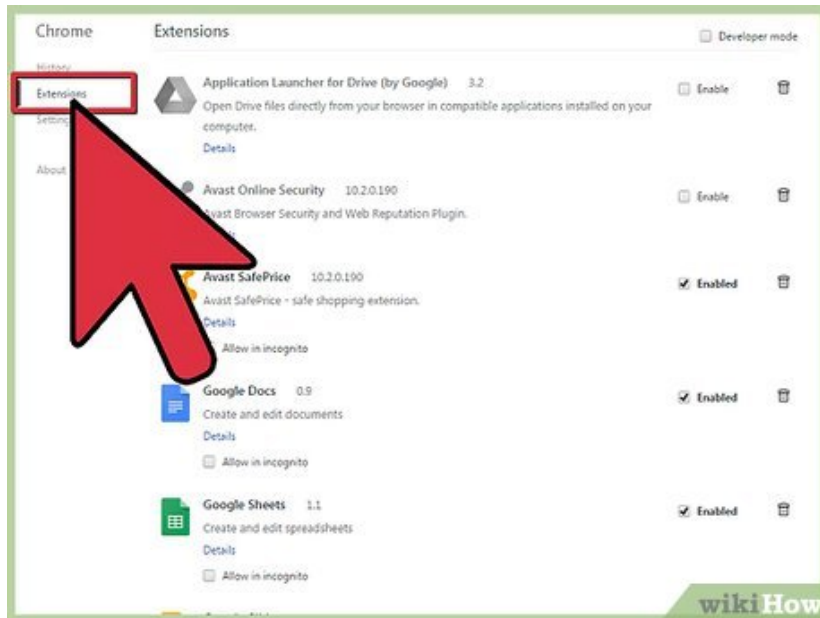 Chrome
Extensions
Developer mode
History
Extensions
About
Application Launcher for Drive (by Google) 3.2
Enable
Open Drive files directly from your browser in compatible applications installed on your
computer.
Details
Avast Online Security 10.2.0.190
Enable
Avast Browser Security and Web Reputation Plugin.
Avast SafePrice 10.2.0.190
Enabled
Avast SafePrice - safe shopping extension.
Details
Allow in incognito
Google Docs 0.9
Enabled
Create and edit documents
Details
Allow in incognito
Google Sheets 1.1
Enabled
Create and edit spreadsheets
Details
Allow in incognito
wikiHow